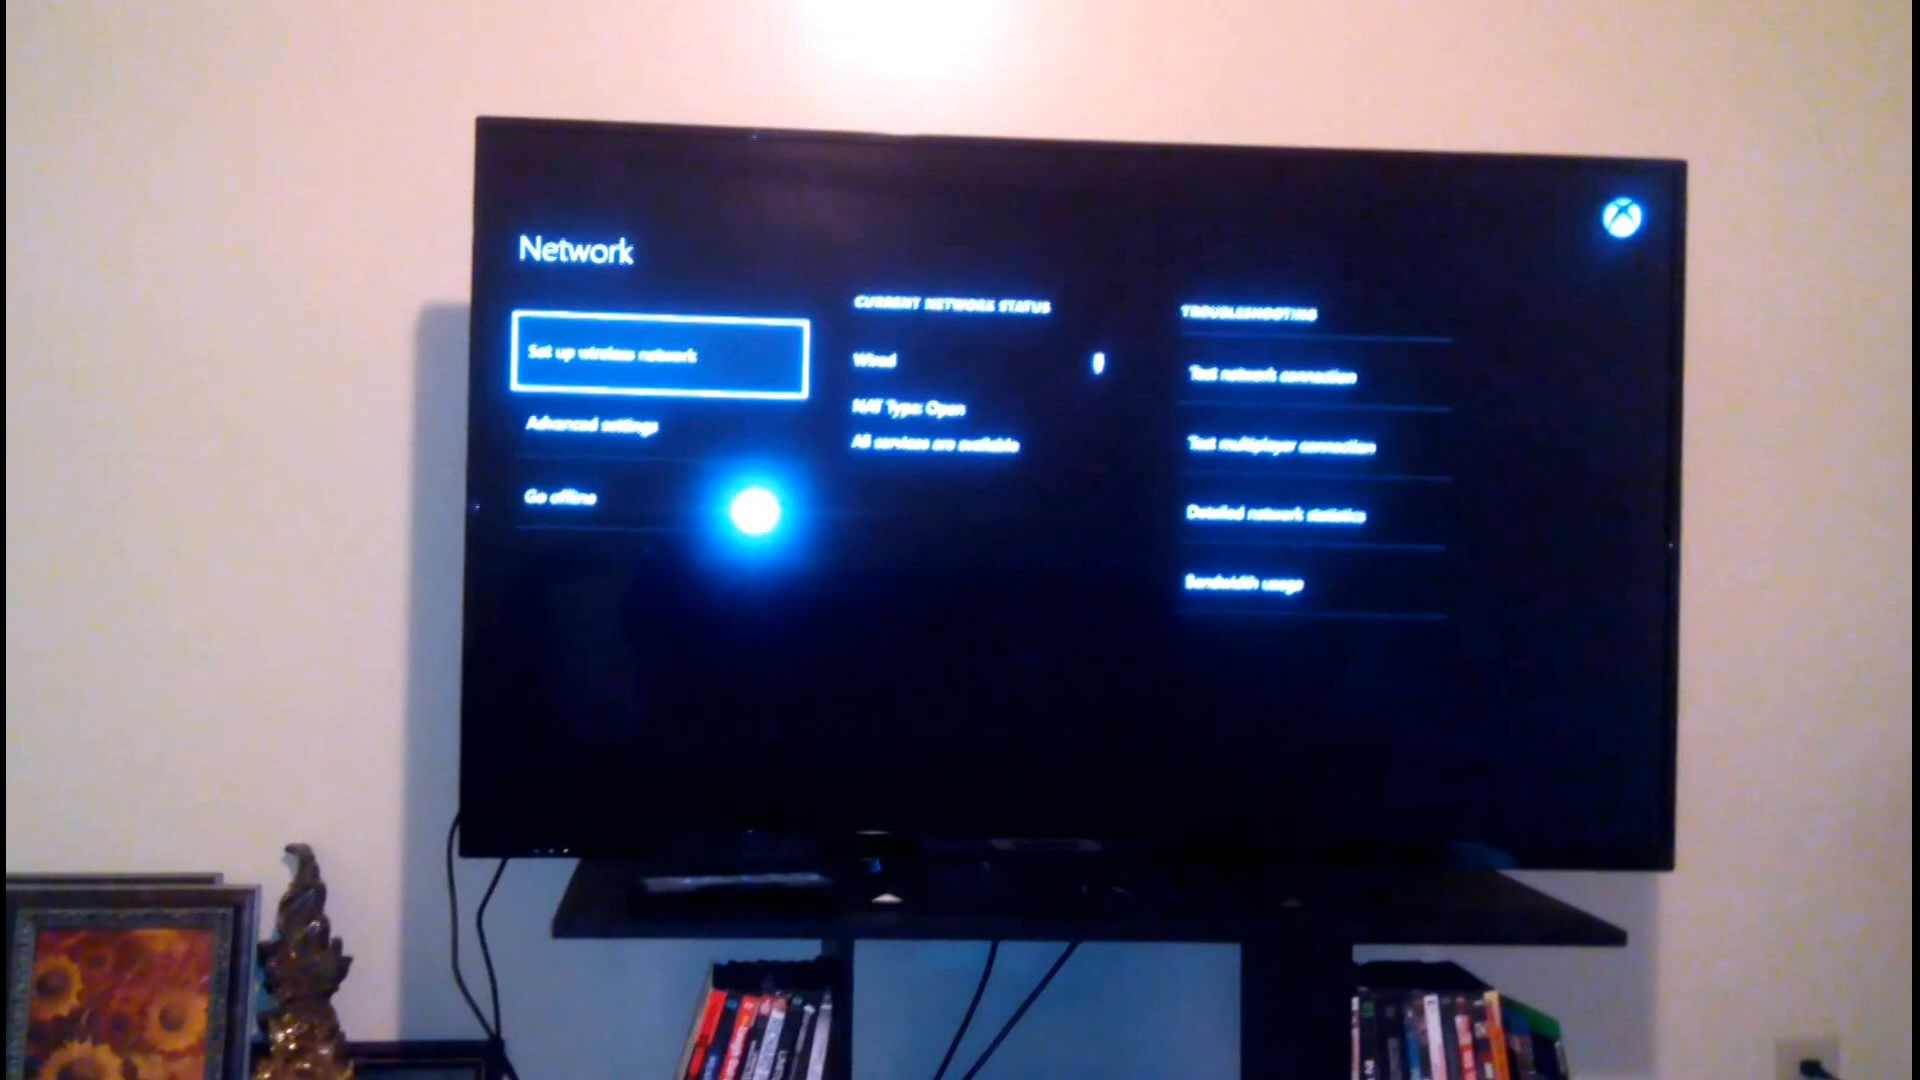 Network
Set up wireless network
Advanced settings
Go offline
CURRENT NETWORK STATUS
Wired
NAT Type: Open
All services are available
TROUBLESHOOTING
Test network connection
Test multiplayer connection
Detailed network statistics
Bandwidth usage